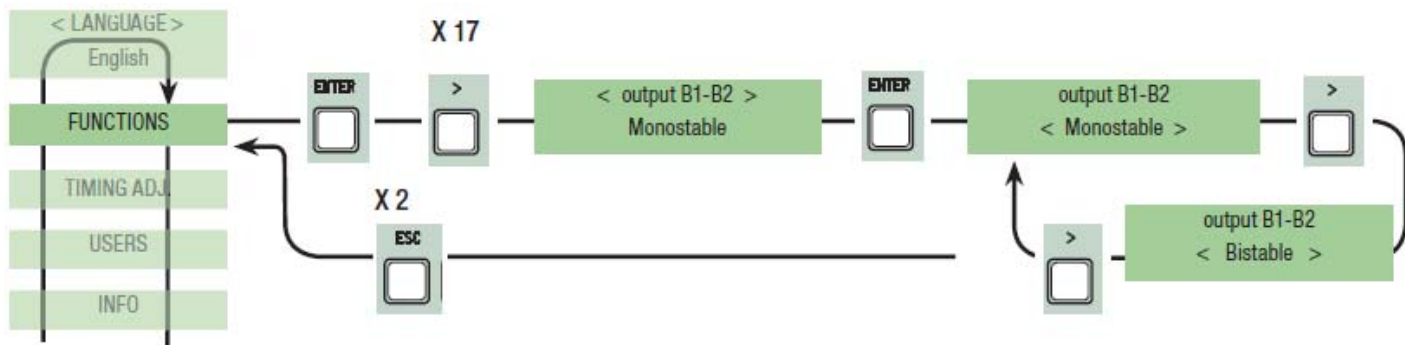 < LANGUAGE >
English
FUNCTIONS
TIMING ADJ.
USERS
INFO
ENTER
X 17
>
< output B1-B2 >
Monostable
ENTER
output B1-B2
< Monostable >
>
X 2
ESC
>
output B1-B2
< Bistable >